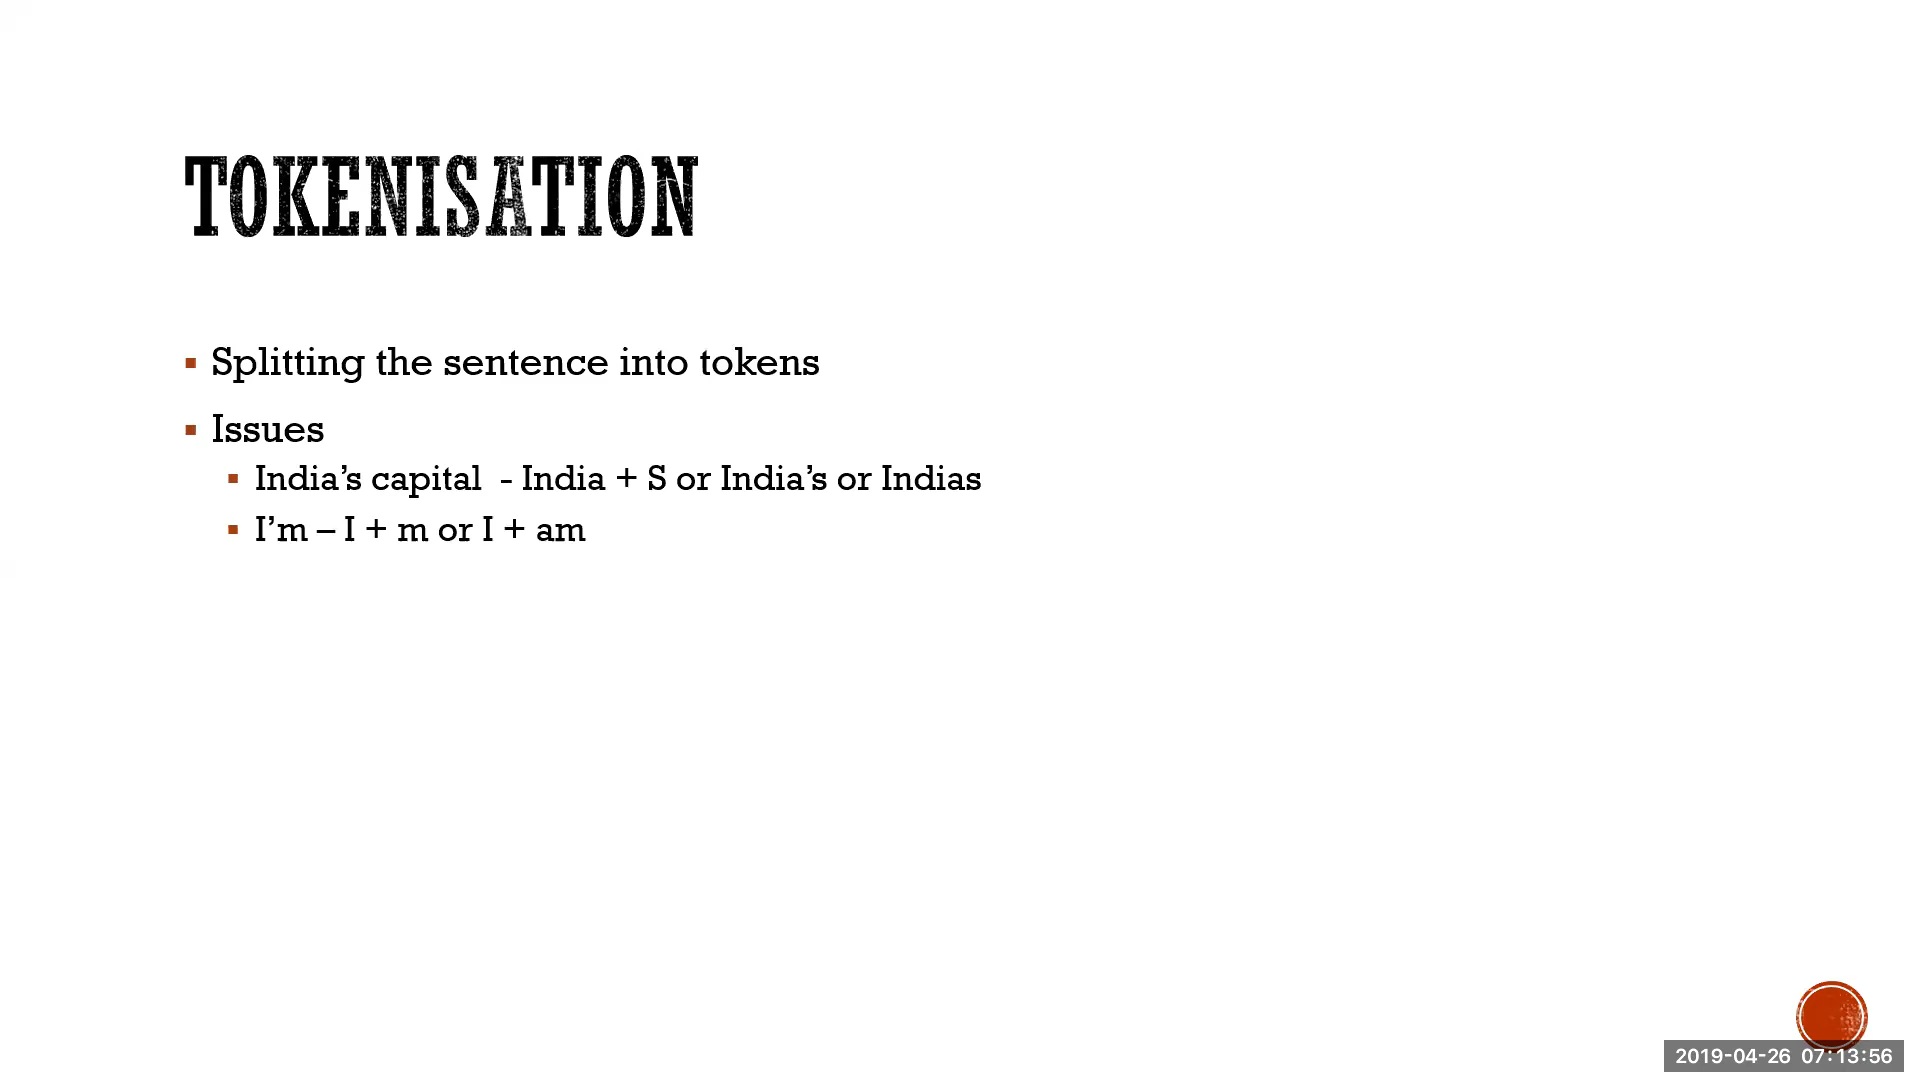 TOKENISATION
Splitting the sentence into tokens
Issues
India’s capital  - India + S or India’s or Indias
I’m – I + m or I + am
2019-04-26 07:13:56